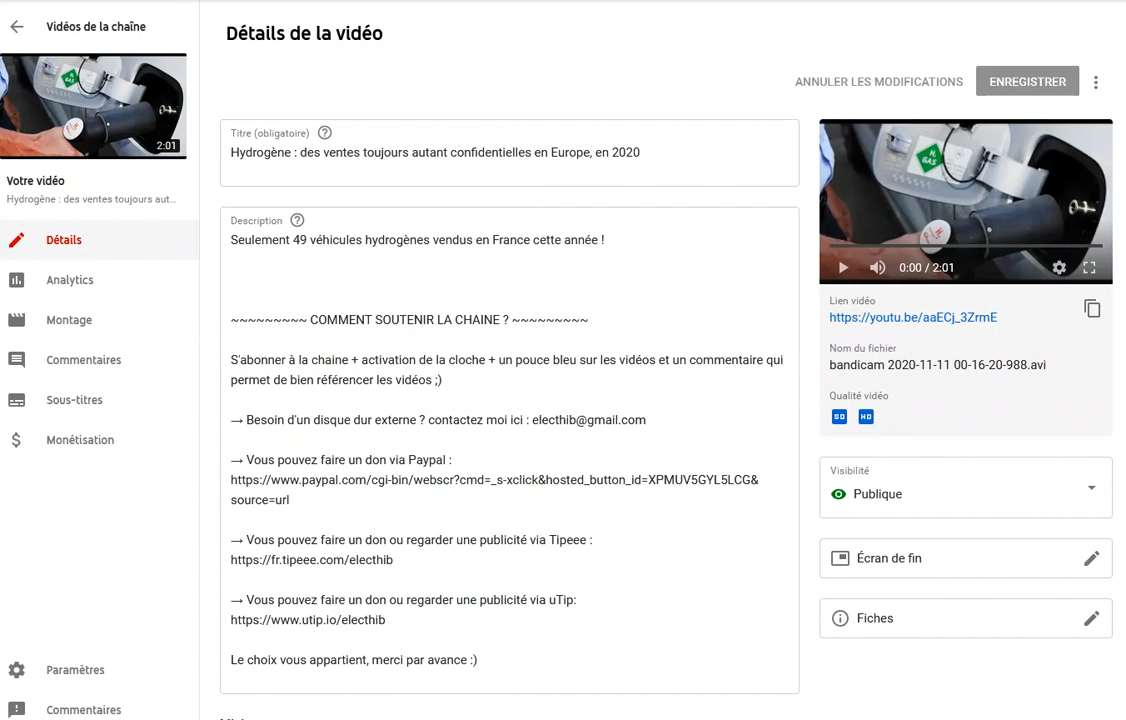 Vidéos de la chaîne
Détails de la vidéo
ANNULER LES MODIFICATIONS
ENREGISTRER
H₂
GAS
2:01
Votre vidéo
Hydrogène : des ventes toujours aut...
Détails
Analytics
Montage
Commentaires
Sous-titres
Monétisation
Paramètres
Commentaires
Titre (obligatoire)
Hydrogène : des ventes toujours autant confidentielles en Europe, en 2020
Description
Seulement 49 véhicules hydrogènes vendus en France cette année !
~~~~~~~~~ COMMENT SOUTENIR LA CHAINE ? ~~~~~~~~~
S'abonner à la chaine + activation de la cloche + un pouce bleu sur les vidéos et un commentaire qui
permet de bien référencer les vidéos ;)
→ Besoin d'un disque dur externe ? contactez moi ici : electhib@gmail.com
→ Vous pouvez faire un don via Paypal :
https://www.paypal.com/cgi-bin/webscr?cmd=_s-xclick&hosted_button_id=XPMUV5GYL5LCG&
source=url
→ Vous pouvez faire un don ou regarder une publicité via Tipeee :
https://fr.tipeee.com/electhib
→ Vous pouvez faire un don ou regarder une publicité via uTip:
https://www.utip.io/electhib
Le choix vous appartient, merci par avance :)
H₂
GAS
0:00 / 2:01
Lien vidéo
https://youtu.be/aaECj_3ZrmE
Nom du fichier
bandicam 2020-11-11 00-16-20-988.avi
Qualité vidéo
SD HD
Visibilité
Publique
Écran de fin
Fiches